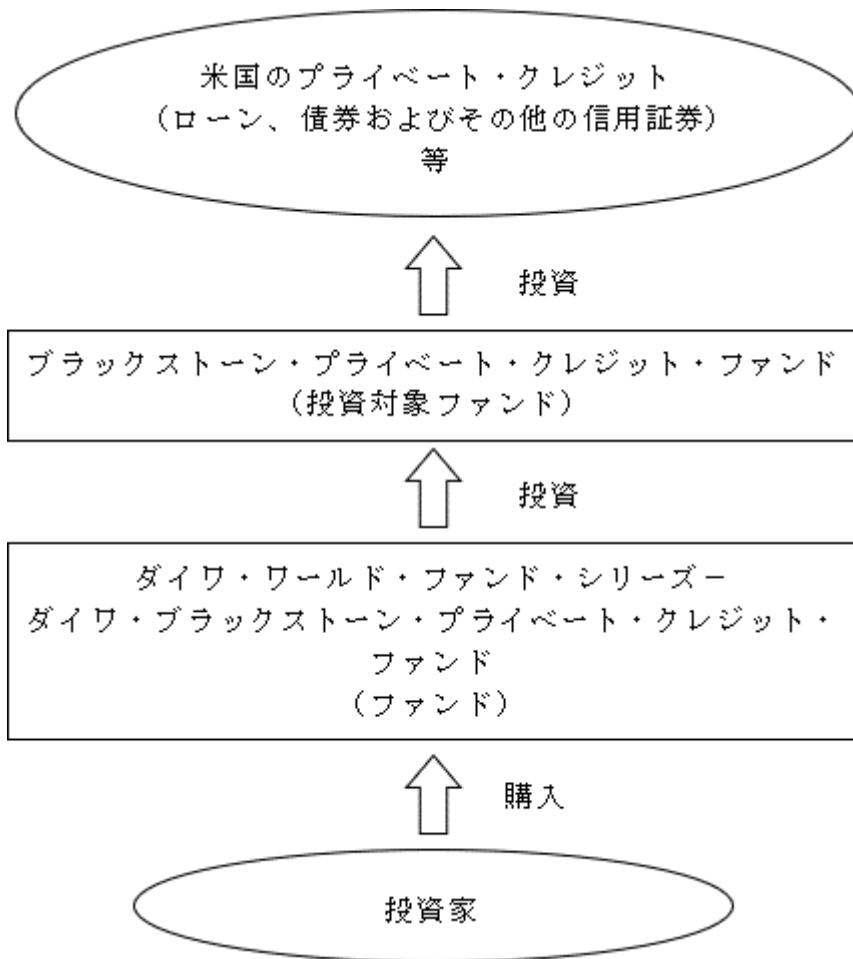 米国のプライベート・クレジット
（ローン、債券およびその他の信用証券）
等
投資
ブラックストーン・プライベート・クレジット・ファンド
（投資対象ファンド）
投資
ダイワ・ワールド・ファンド・シリーズ－
ダイワ・ブラックストーン・プライベート・クレジット・
ファンド
（ファンド）
購入
投資家